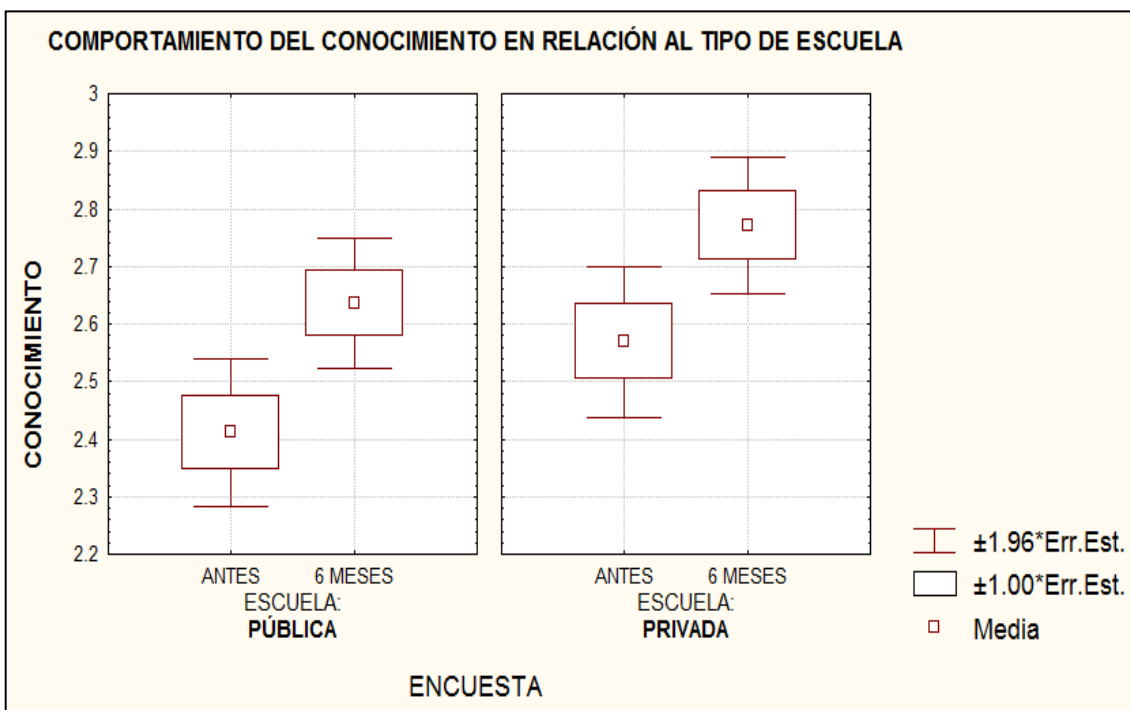 COMPORTAMIENTO DEL CONOCIMIENTO EN RELACIÓN AL TIPO DE ESCUELA
CONOCIMIENTO
3
2.9
2.8
2.7
2.6
2.5
2.4
2.3
2.2
ANTES 6 MESES
ESCUELA:
PÚBLICA
ANTES 6 MESES
ESCUELA:
PRIVADA
ENCUESTA
±1.96*Err.Est.
±1.00*Err.Est.
Media